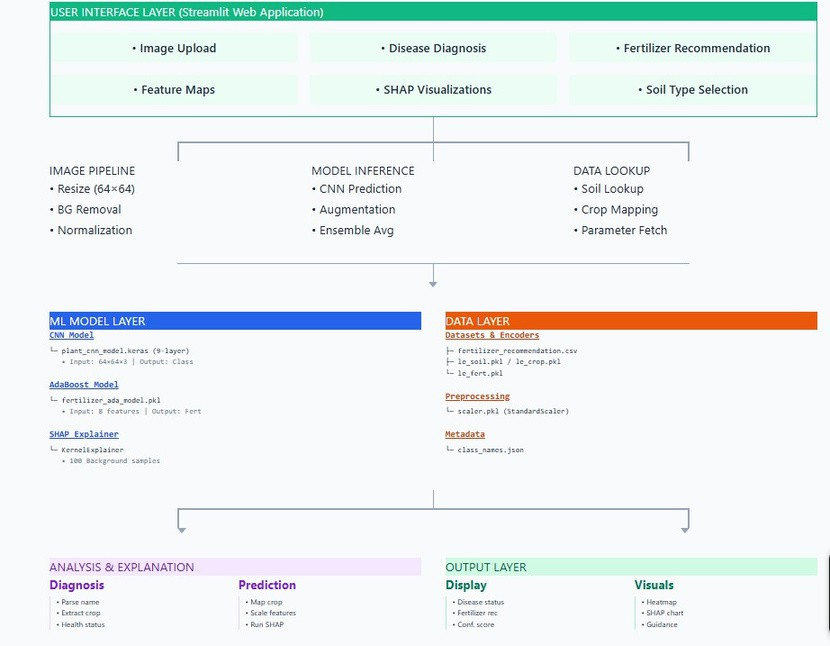 USER INTERFACE LAYER (Streamlit Web Application)
• Image Upload
• Disease Diagnosis
• Fertilizer Recommendation
• Feature Maps
• SHAP Visualizations
• Soil Type Selection
IMAGE PIPELINE
• Resize (64×64)
• BG Removal
• Normalization
MODEL INFERENCE
• CNN Prediction
• Augmentation
• Ensemble Avg
DATA LOOKUP
• Soil Lookup
• Crop Mapping
• Parameter Fetch
ML MODEL LAYER
CNN Model
└─ plant_cnn_model.keras (9-layer)
• Input: 64×64×3 | Output: Class
AdaBoost Model
└─ fertilizer_ada_model.pkl
• Input: 8 features | Output: Fert
SHAP Explainer
└─ KernelExplainer
• 100 Background samples
DATA LAYER
Datasets & Encoders
├─ fertilizer_recommendation.csv
├─ le_soil.pkl / le_crop.pkl
└─ le_fert.pkl
Preprocessing
└─ scaler.pkl (StandardScaler)
Metadata
└─ class_names.json
ANALYSIS & EXPLANATION
Diagnosis
• Parse name
• Extract crop
• Health status
Prediction
• Map crop
• Scale features
• Run SHAP
OUTPUT LAYER
Display
• Disease status
• Fertilizer rec
• Conf. score
Visuals
• Heatmap
• SHAP chart
• Guidance